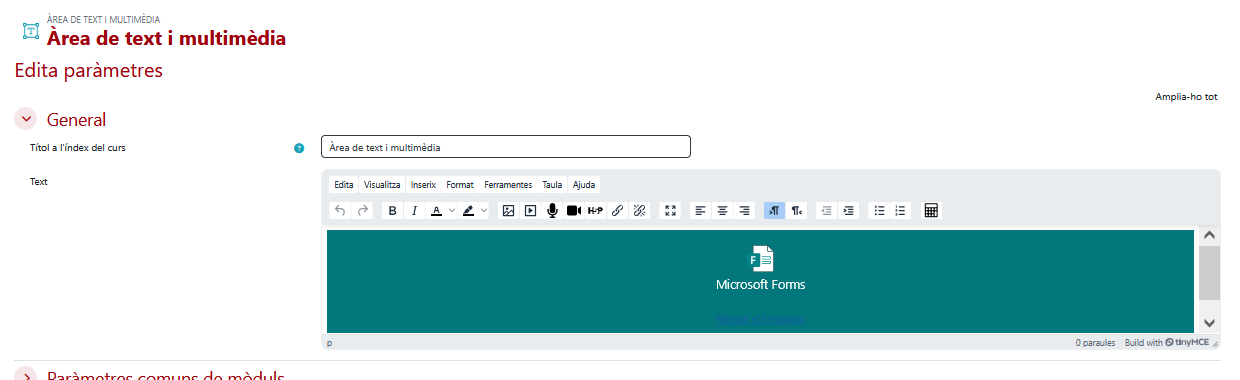 ÀREA DE TEXT I MULTIMÈDIA
Àrea de text i multimèdia
Edita paràmetres
Amplia-ho tot
General
Títol a l'índex del curs
?
Àrea de text i multimèdia
Text
Edita Visualitza Inserix Format Ferramentes Taula Ajuda
B I A H-P
F
Microsoft Forms
p
0 paraules Build with tinyMCE
Paràmetres comuns de mòduls